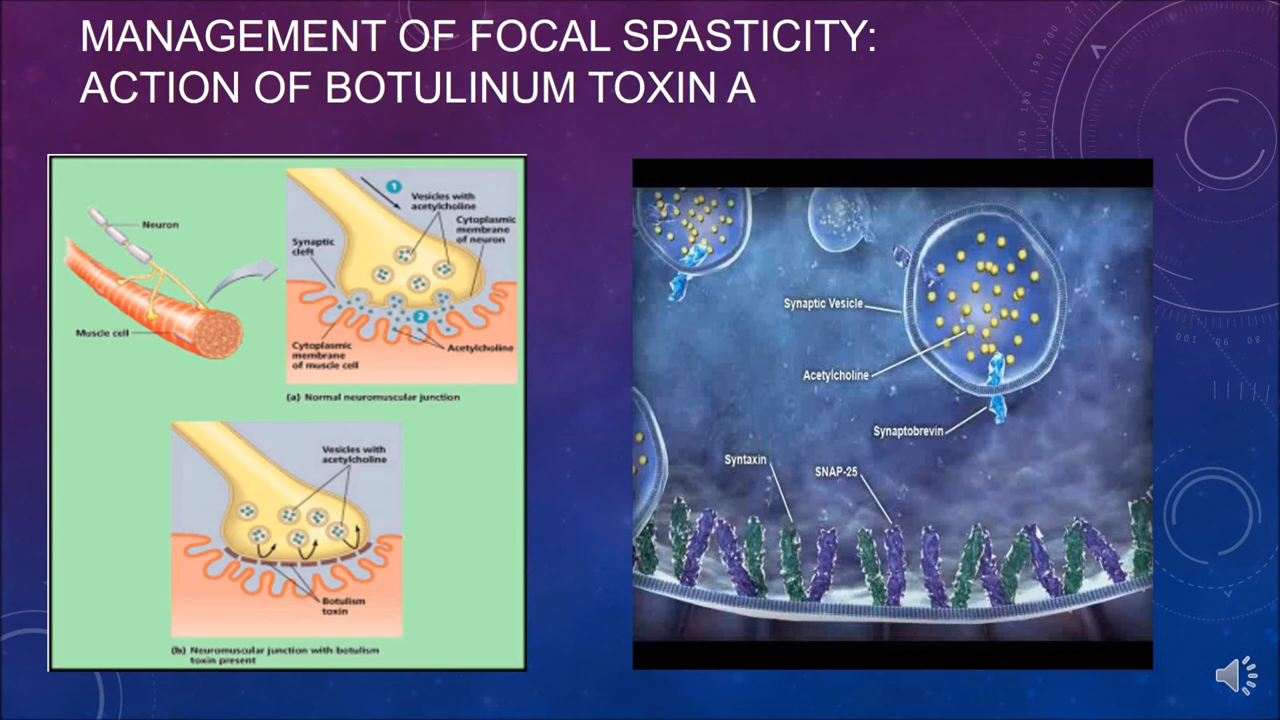 MANAGEMENT OF FOCAL SPASTICITY:
ACTION OF BOTULINUM TOXIN A
Neuron
Muscle cell
1
Vesicles with
acetylcholine
Cytoplasmic
membrane
of neuron
Synaptic
cleft
2
Cytoplasmic
membrane
of muscle cell
Acetylcholine
(a) Normal neuromuscular junction
Vesicles with
acetylcholine
Botulism
toxin
(b) Neuromuscular junction with botulism
toxin present
Synaptic Vesicle
Acetylcholine
Synaptobrevin
Syntaxin
SNAP-25